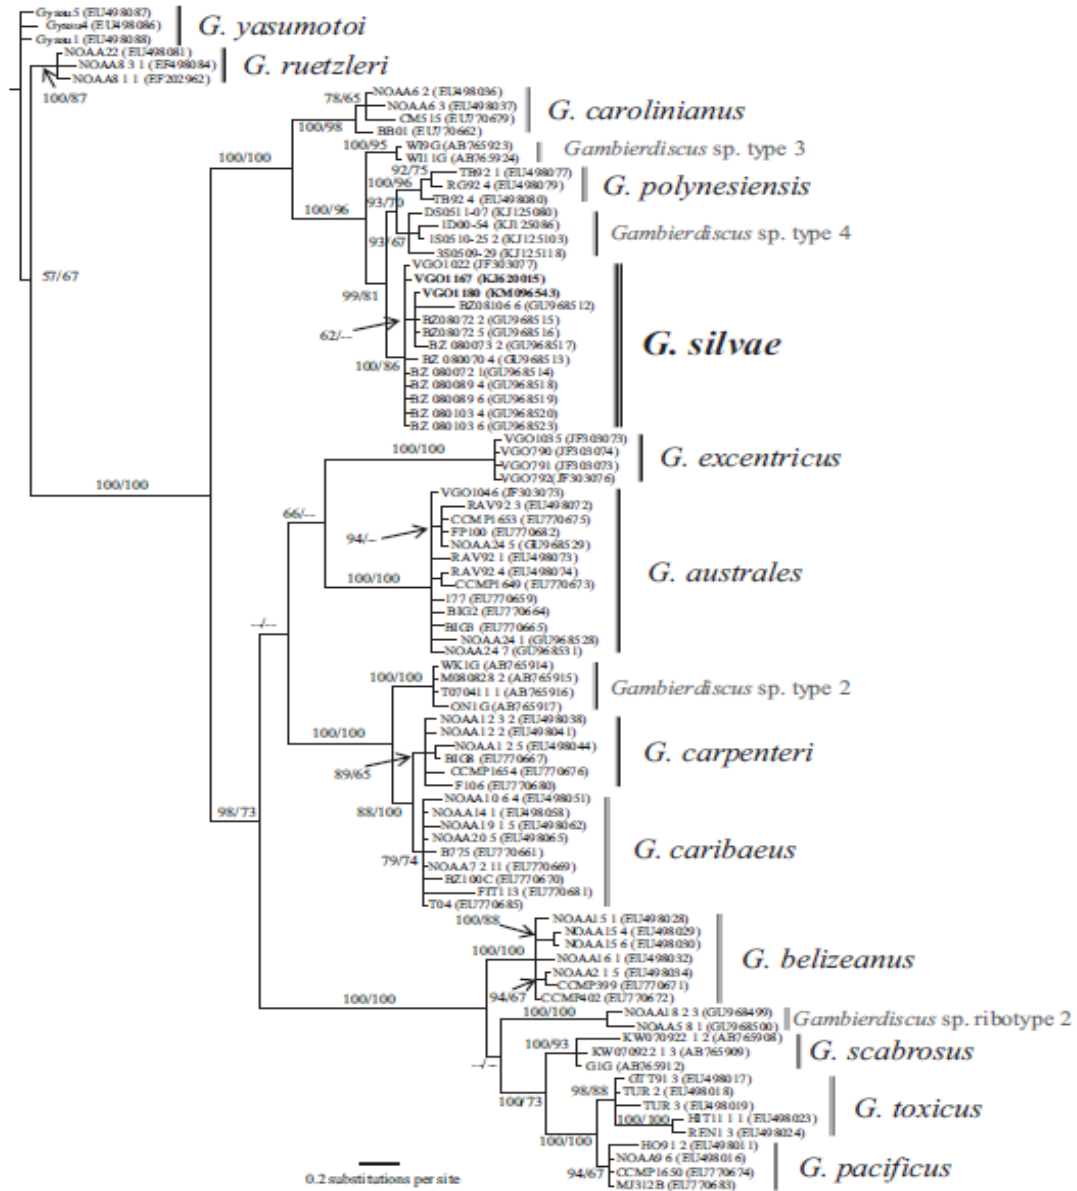 Gyssu5 (EU498087)
Gyssu4 (EU498086)
G. yasumotoi
Gyssu1 (EU498088)
NOAA22 (EU498081)
NOAA8 3 1 (EF498084)
G. ruetzleri
NOAA8 1 1 (EF202962)
100/87
NOAA6 2 (EU498036)
78/65
NOAA6 3 (EU498037)
G. carolinianus
CM515 (EU770679)
100/98
BB01 (EU770662)
100/95
WI9G (AB765923)
Gambierdiscus sp. type 3
100/100
WI11G (AB765924)
92/75
TB92 1 (EU498077)
100/96
RG92 4 (EU498079)
G. polynesiensis
TB92 4 (EU498080)
93/70
100/96
DS0511-07 (KJ125080)
1D00-54 (KJ125086)
Gambierdiscus sp. type 4
1S0510-25 2 (KJ125103)
93/67
3S0509-29 (KJ125118)
VGO1022 (JF303077)
57/67
VGO1167 (KJ620015)
VGO1180 (KM096543)
99/81
BZ08106 6 (GU968512)
BZ08072 2 (GU968515)
62/--
BZ08072 5 (GU968516)
BZ 080073 2 (GU968517)
G. silvae
BZ 080070 4 (GU968513)
100/86
BZ 080072 1(GU968514)
BZ 080089 4 (GU968518)
BZ 080089 6 (GU968519)
BZ 080103 4 (GU968520)
BZ 080103 6 (GU968523)
VGO1035 (JF303073)
100/100
VGO790 (JF303074)
G. excentricus
VGO791 (JF303073)
VGO792(JF303076)
100/100
VGO1046 (JF303073)
RAV92 3 (EU498072)
66/--
CCMP1653 (EU770675)
FP100 (EU770682)
94/--
NOAA24 5 (GU968529)
RAV92 1 (EU498073)
RAV92 4 (EU498074)
G. australes
100/100
CCMP1649 (EU770673)
177 (EU770659)
BIG2 (EU770664)
--/--
BIG3 (EU770665)
NOAA24 1 (GU968528)
NOAA24 7 (GU968531)
WK1G (AB765914)
100/100
M080828 2 (AB765915)
Gambierdiscus sp. type 2
T070411 1 (AB765916)
ON1G (AB765917)
NOAA12 3 2 (EU498038)
100/100
NOAA12 2 (EU498041)
NOAA12 5 (EU498044)
G. carpenteri
BIG8 (EU770667)
89/65
CCMP1654 (EU770676)
F106 (EU770680)
NOAA10 6 4 (EU498051)
98/73
88/100
NOAA14 1 (EU498058)
NOAA19 1 5 (EU498062)
NOAA20 5 (EU498065)
G. caribaeus
B775 (EU770661)
79/74
NOAA7 2 11 (EU770669)
BZ100C (EU770670)
FIT113 (EU770681)
T04 (EU770685)
100/88
NOAA15 1 (EU498028)
NOAA15 4 (EU498029)
NOAA15 6 (EU498030)
100/100
NOAA16 1 (EU498032)
G. belizeanus
NOAA2 1 5 (EU498034)
CCMP399 (EU770671)
94/67
CCMP402 (EU770672)
100/100
100/100
NOAA18 2 3 (GU968499)
Gambierdiscus sp. ribotype 2
NOAA5 8 1 (GU968500)
KW070922 1 2 (AB765908)
100/93
KW070922 1 3 (AB765909)
G. scabrosus
--/--
G1G (AB765912)
GTT91 3 (EU498017)
98/88
TUR 2 (EU498018)
100/73
TUR 3 (EU498019)
G. toxicus
100/100
HIT11 1 1 (EU498023)
REN1 3 (EU498024)
100/100
HO91 2 (EU498011)
NOAA9 6 (EU498016)
G. pacificus
94/67
CCMP1650 (EU770674)
MJ312B (EU770683)
0.2 substitutions per site